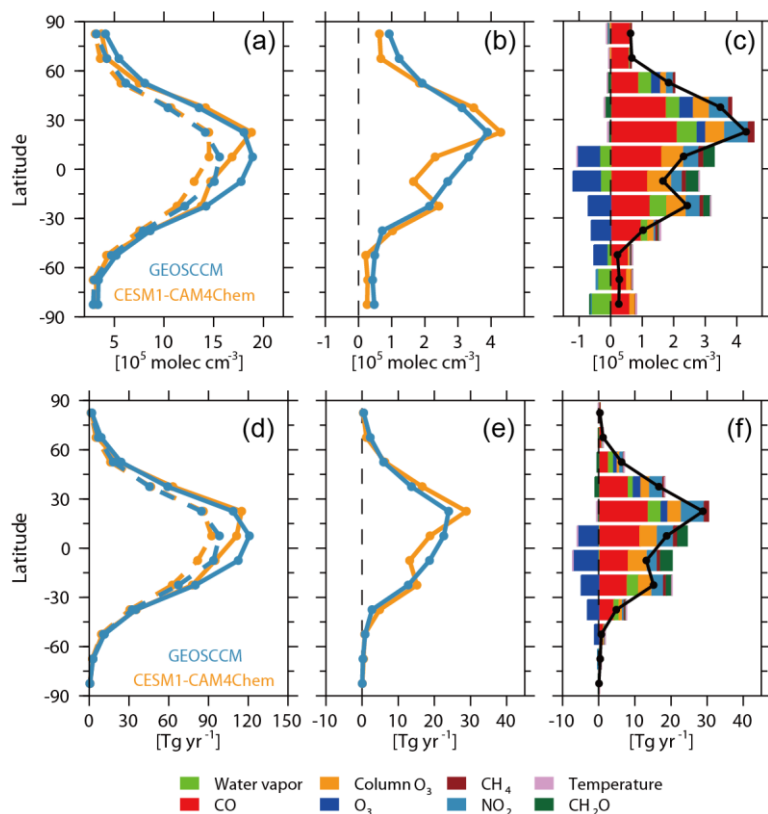 (a)
(b)
(c)
90
60
30
0
-30
-60
-90
Latitude
GEOSCCM
CESM1-CAM4Chem
5 10 15 20
[10⁵ molec cm⁻³]
-1 0 1 2 3 4
[10⁵ molec cm⁻³]
-1 0 1 2 3 4
[10⁵ molec cm⁻³]
(d)
(e)
(f)
90
60
30
0
-30
-60
-90
Latitude
GEOSCCM
CESM1-CAM4Chem
0 30 60 90 120 150
[Tg yr⁻¹]
-10 0 10 20 30 40
[Tg yr⁻¹]
-10 0 10 20 30 40
[Tg yr⁻¹]
Water vapor Column O₃ CH₄ Temperature
CO O₃ NO₂ CH₂O